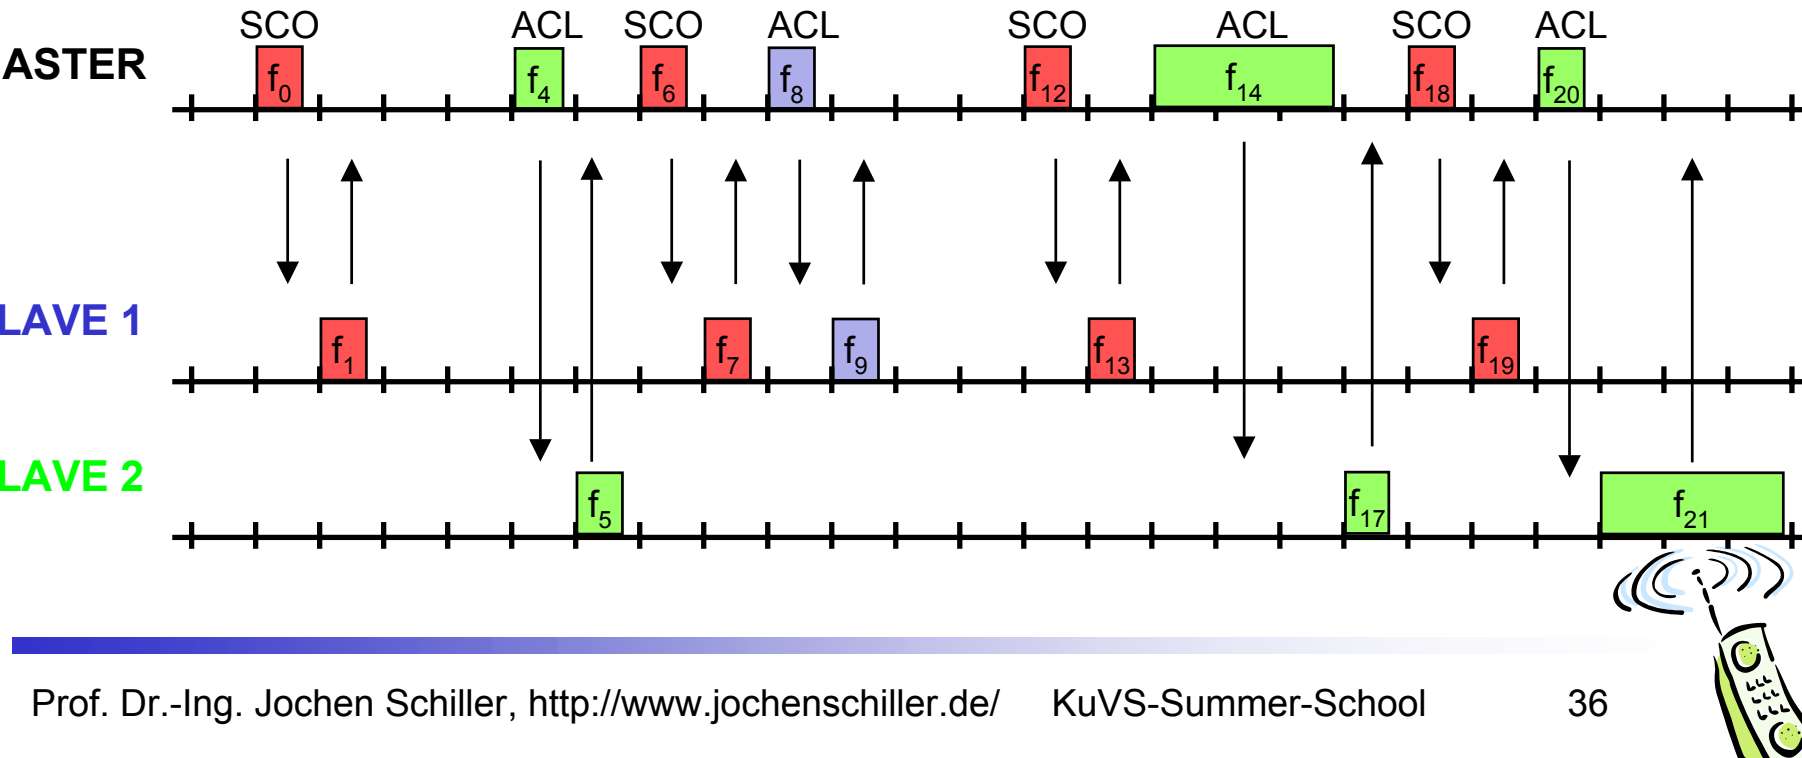 SCO ACL SCO ACL SCO ACL SCO ACL
ASTER
f0 f4 f6 f8 f12 f14 f18 f20
LAVE 1
f1 f7 f9 f13 f19
LAVE 2
f5 f17 f21
Prof. Dr.-Ing. Jochen Schiller, http://www.jochenschiller.de/ KuVS-Summer-School 36